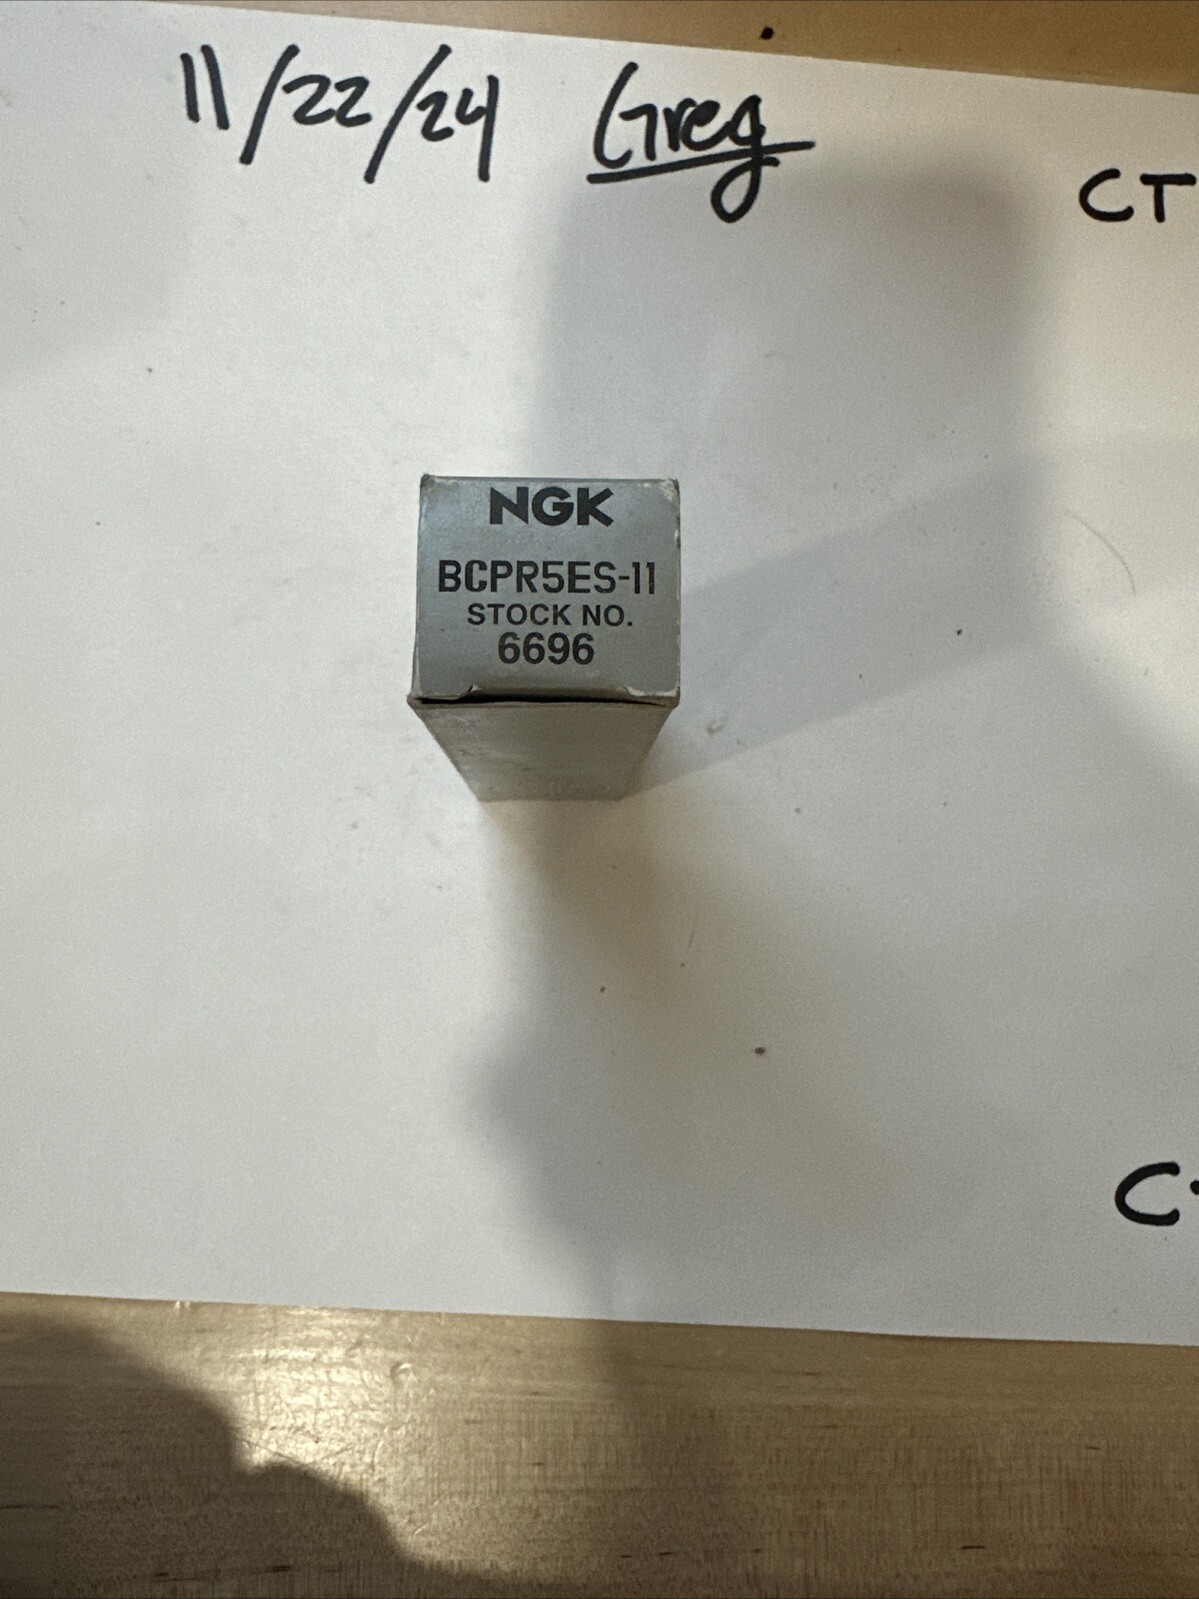 11/22/24 Greg
CT
NGK
BCPR5ES-11
STOCK NO.
6696